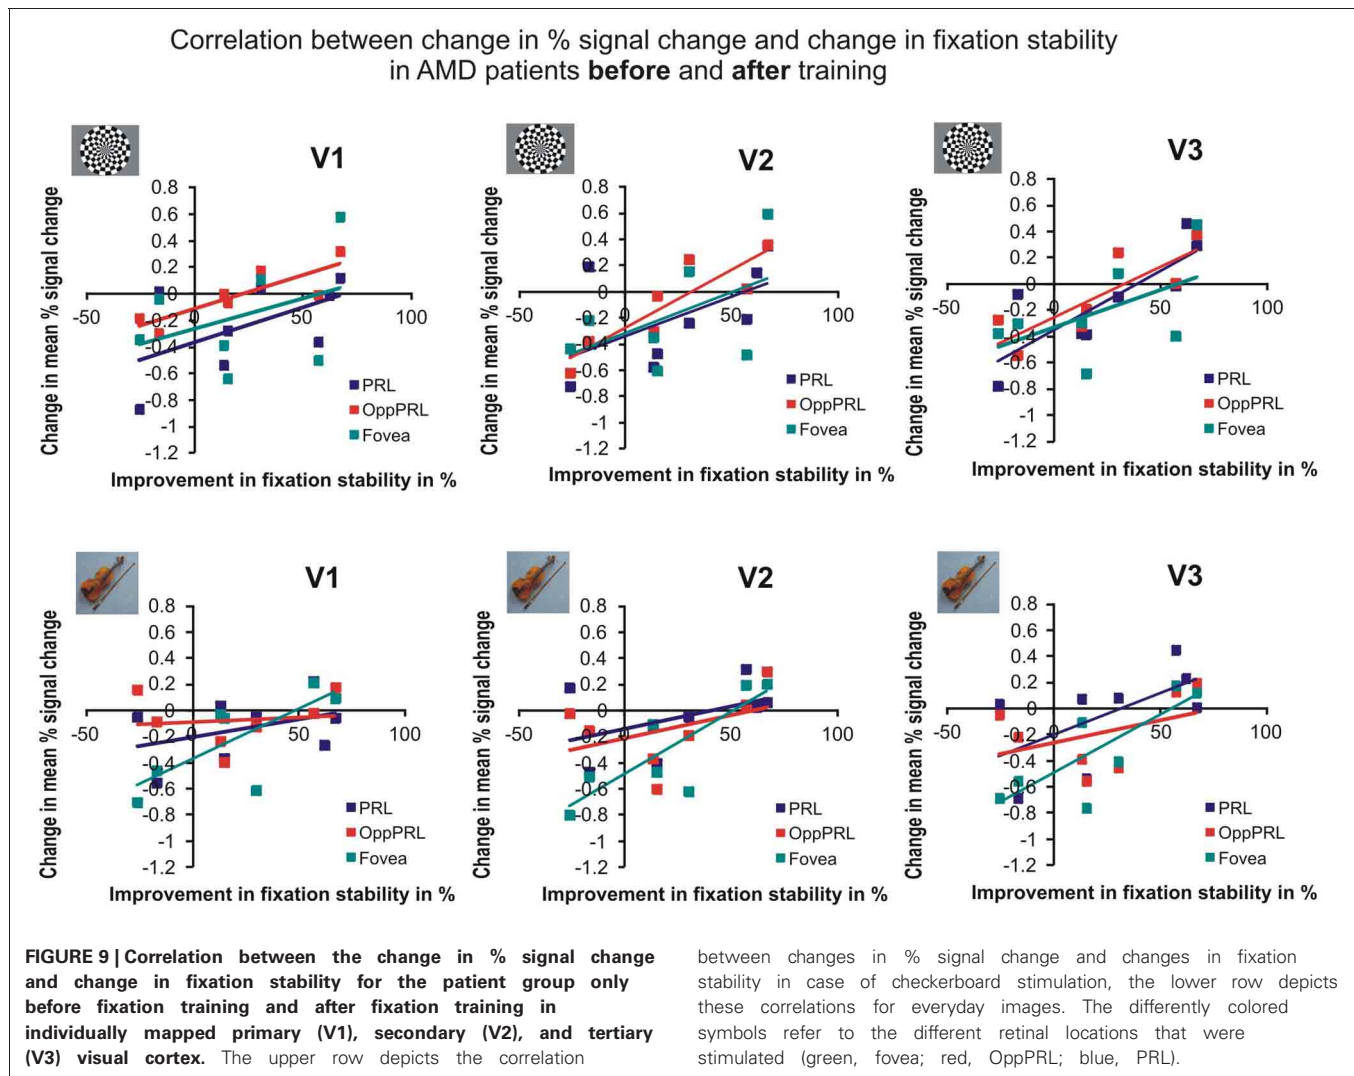 Correlation between change in % signal change and change in fixation stability
in AMD patients before and after training
V1
Change in mean % signal change
0.8
0.6
0.4
0.2
0
-0.2
-0.4
-0.6
-0.8
-1
-1.2
-50
50
100
PRL
OppPRL
Fovea
Improvement in fixation stability in %
V2
Change in mean % signal change
0.8
0.6
0.4
0.2
0
-0.2
-0.4
-0.6
-0.8
-1
-1.2
-50
0
50
100
PRL
OppPRL
Fovea
Improvement in fixation stability in %
V3
Change in mean % signal change
0.8
0.6
0.4
0.2
0
-0.2
-0.4
-0.6
-0.8
-1
-1.2
-50
0
50
100
PRL
OppPRL
Fovea
Improvement in fixation stability in %
V1
Change in mean % signal change
0.8
0.6
0.4
0.2
0
-0.2
-0.4
-0.6
-0.8
-1
-1.2
-50
0
50
100
PRL
OppPRL
Fovea
Improvement in fixation stability in %
V2
Change in mean % signal change
0.8
0.6
0.4
0.2
0
-0.2
-0.4
-0.6
-0.8
-1
-1.2
-50
0
50
100
PRL
OppPRL
Fovea
Improvement in fixation stability in %
V3
Change in mean % signal change
0.8
0.6
0.4
0.2
0
-0.2
-0.4
-0.6
-0.8
-1
-1.2
-50
0
50
100
PRL
OppPRL
Fovea
Improvement in fixation stability in %
FIGURE 9 | Correlation between the change in % signal change
and change in fixation stability for the patient group only
before fixation training and after fixation training in
individually mapped primary (V1), secondary (V2), and tertiary
(V3) visual cortex. The upper row depicts the correlation
between changes in % signal change and changes in fixation
stability in case of checkerboard stimulation, the lower row depicts
these correlations for everyday images. The differently colored
symbols refer to the different retinal locations that were
stimulated (green, fovea; red, OppPRL; blue, PRL).